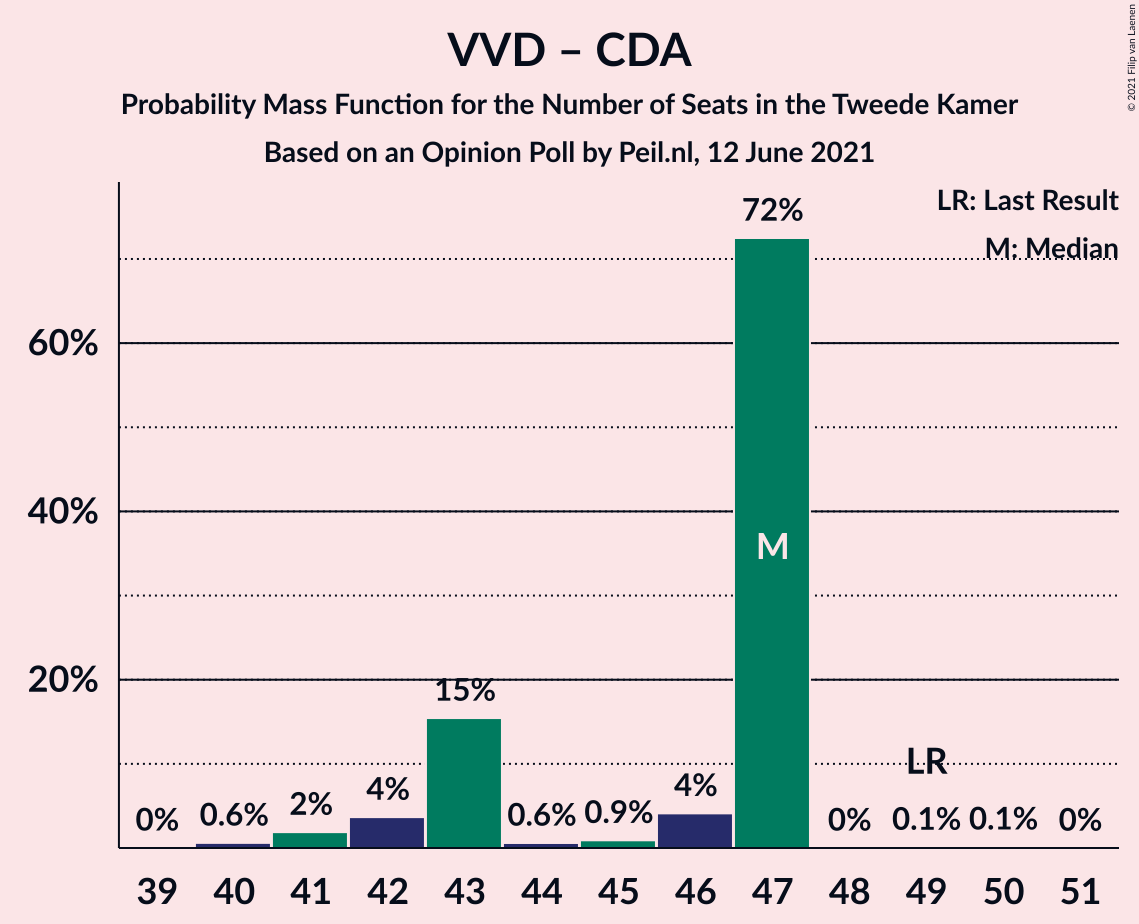 VVD – CDA
Probability Mass Function for the Number of Seats in the Tweede Kamer
Based on an Opinion Poll by Peil.nl, 12 June 2021
© 2021 Filip van Laenen
LR: Last Result
M: Median
60%
40%
20%
0%
0.6%
2%
4%
15%
0.6%
0.9%
4%
72%
M
0%
LR
0.1%
0.1%
0%
39 40 41 42 43 44 45 46 47 48 49 50 51